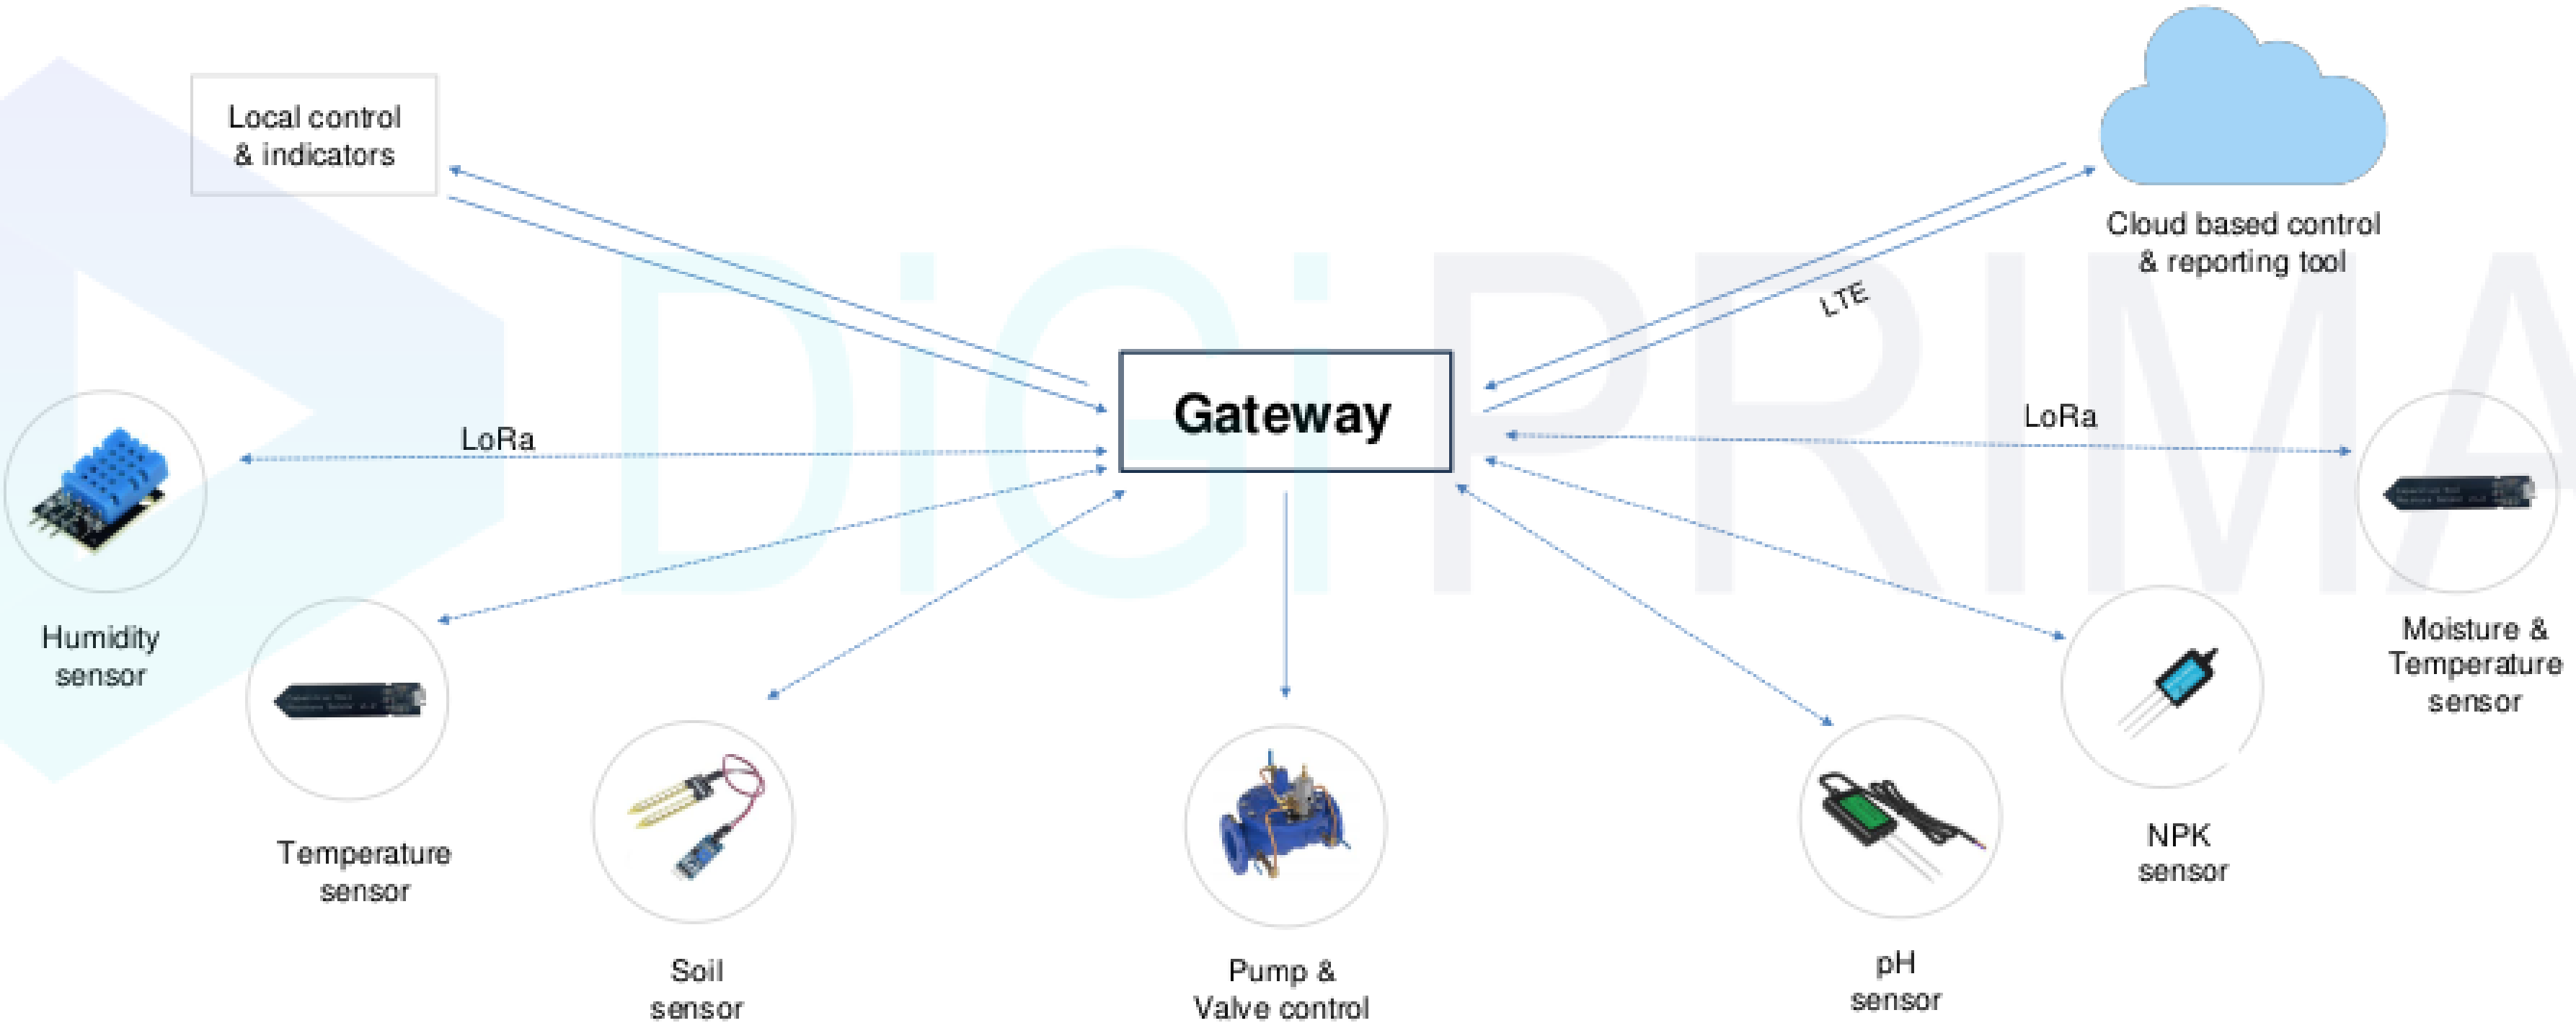 Local control
& indicators
Cloud based control
& reporting tool
LTE
Gateway
LoRa
LoRa
Humidity
sensor
Moisture &
Temperature
sensor
Temperature
sensor
NPK
sensor
Soil
sensor
Pump &
Valve control
pH
sensor
DiGiPRIMA